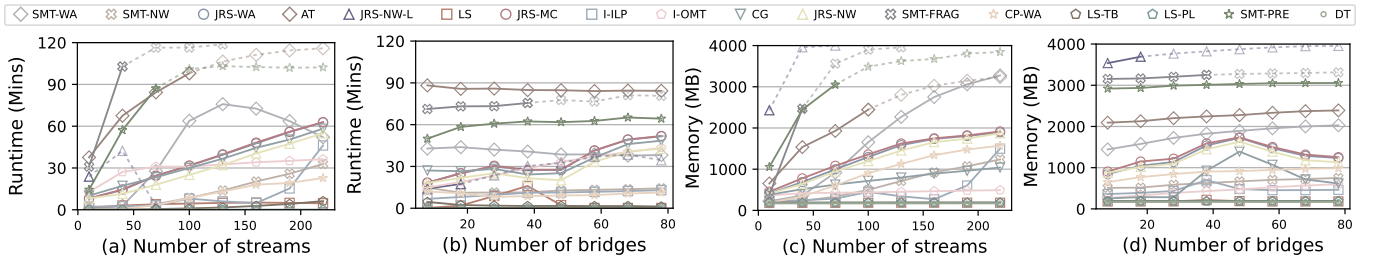 SMT-WA SMT-NW JRS-WA AT JRS-NW-L LS JRS-MC I-ILP I-OMT CG JRS-NW SMT-FRAG CP-WA LS-TB LS-PL SMT-PRE DT
120
90
60
30
0
Runtime (Mins)
0 50 100 150 200
(a) Number of streams
120
90
60
30
0
Runtime (Mins)
20 40 60 80
(b) Number of bridges
4000
3000
2000
1000
0
Memory (MB)
0 50 100 150 200
(c) Number of streams
4000
3000
2000
1000
0
Memory (MB)
20 40 60 80
(d) Number of bridges